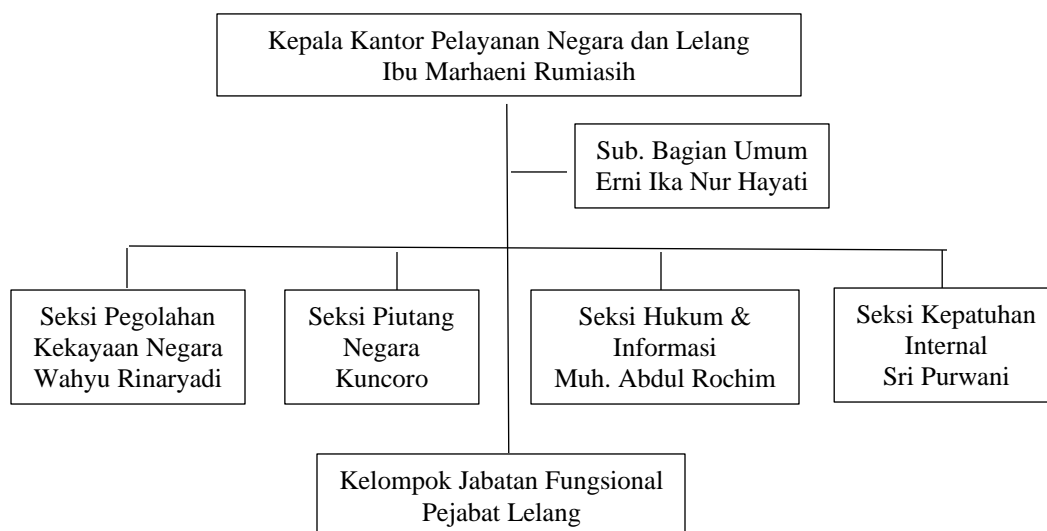 Kepala Kantor Pelayanan Negara dan Lelang
Ibu Marhaeni Rumiasih
Sub. Bagian Umum
Erni Ika Nur Hayati
Seksi Pegolahan
Kekayaan Negara
Wahyu Rinaryadi
Seksi Piutang
Negara
Kuncoro
Seksi Hukum &
Informasi
Muh. Abdul Rochim
Seksi Kepatuhan
Internal
Sri Purwani
Kelompok Jabatan Fungsional
Pejabat Lelang